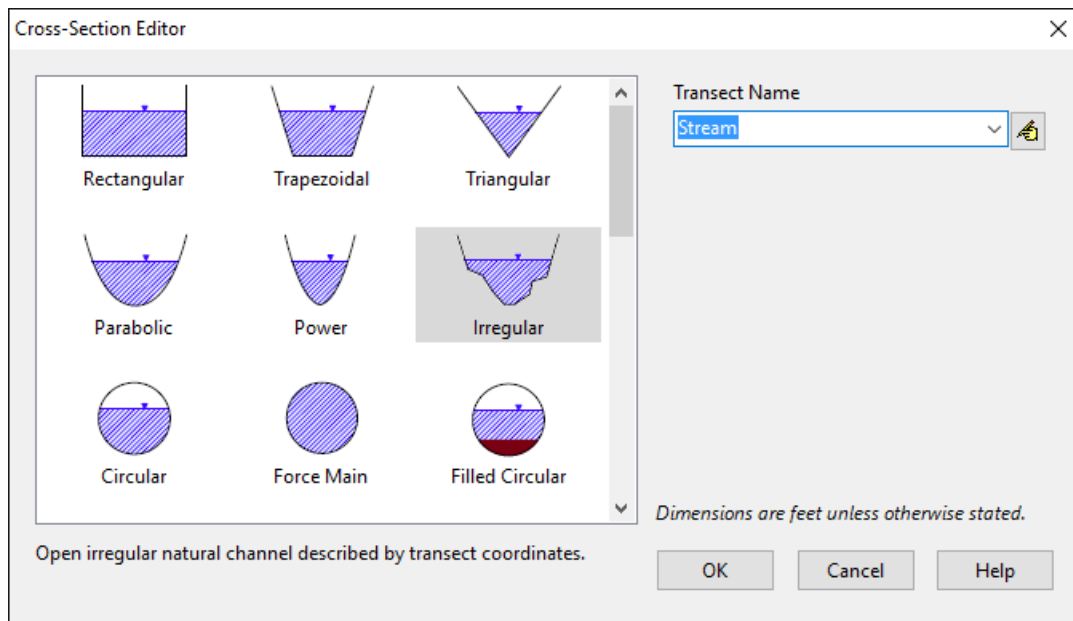 Cross-Section Editor
Transect Name
Stream
Rectangular
Trapezoidal
Triangular
Parabolic
Power
Irregular
Circular
Force Main
Filled Circular
Dimensions are feet unless otherwise stated.
Open irregular natural channel described by transect coordinates.
OK
Cancel
Help